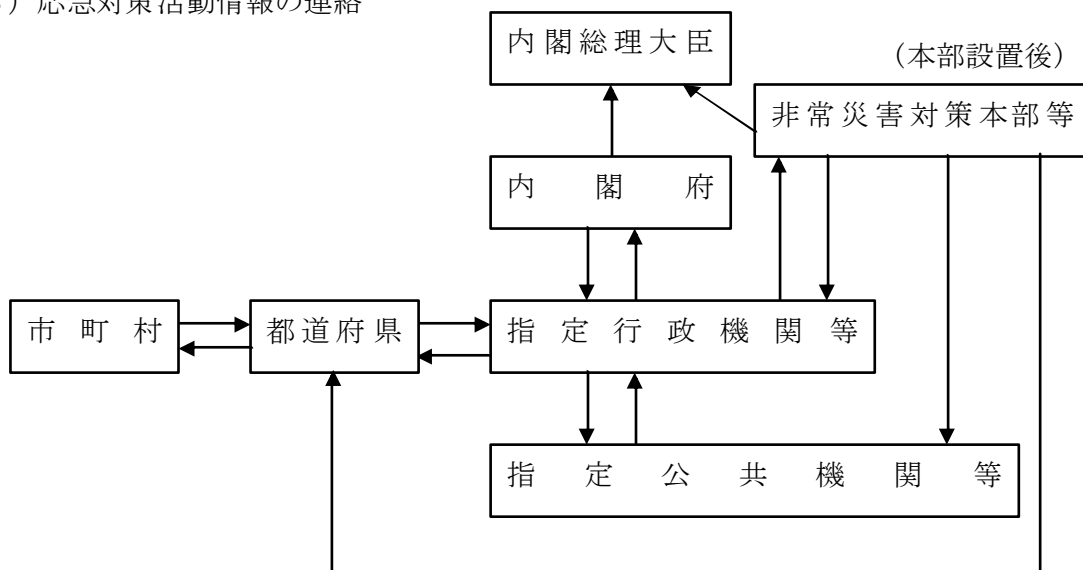 ）応急対策活動情報の連絡
内閣総理大臣
（本部設置後）
非常災害対策本部等
内閣府
市町村
都道府県
指定行政機関等
指定公共機関等